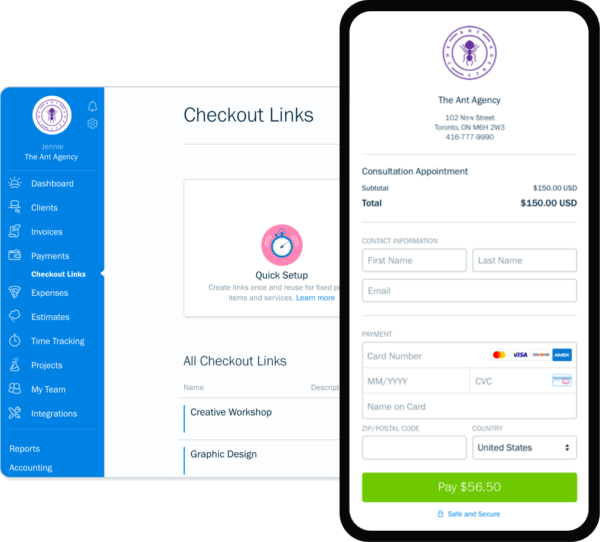 Jennie
The Ant Agency
Dashboard
Clients
Invoices
Payments
Checkout Links
Expenses
Estimates
Time Tracking
Projects
My Team
Integrations
Reports
Accounting
Checkout Links
Quick Setup
Create links once and reuse for fixed p
items and services. Learn more
All Checkout Links
Name Descript
Creative Workshop
Graphic Design
THE ANT AGENCY
The Ant Agency
102 New Street
Toronto, ON M6H 2W3
416-777-9990
Consultation Appointment
Subtotal $150.00 USD
Total $150.00 USD
CONTACT INFORMATION
First Name Last Name
Email
PAYMENT
Card Number VISA DISCOVER AMEX
MM/YYYY CVC
Name on Card
ZIP/POSTAL CODE COUNTRY
United States
Pay $56.50
Safe and Secure